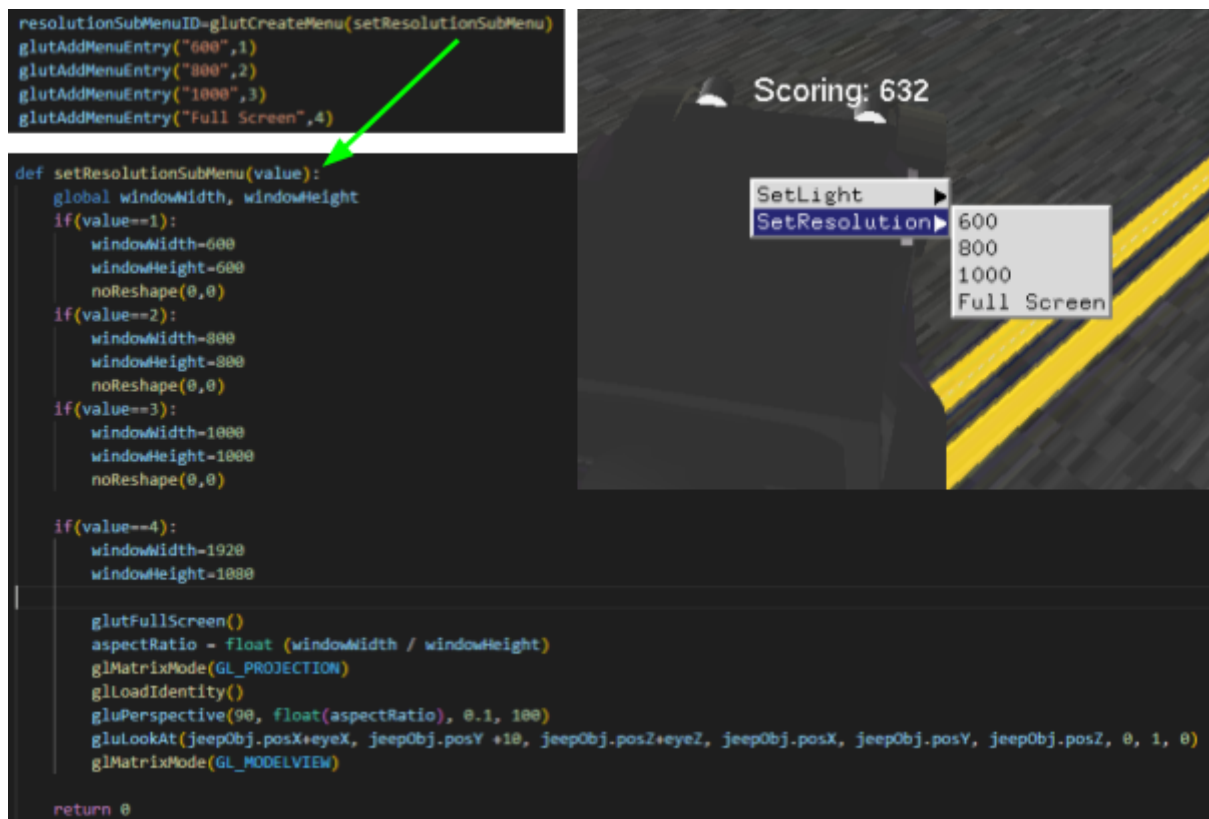 resolutionSubMenuID=glutCreateMenu(setResolutionSubMenu)
glutAddMenuEntry("600",1)
glutAddMenuEntry("800",2)
glutAddMenuEntry("1000",3)
glutAddMenuEntry("Full Screen",4)
Scoring: 632
SetLight
SetResolution
600
800
1000
Full Screen
def setResolutionSubMenu(value):
    global windowWidth, windowHeight
    if(value==1):
        windowWidth=600
        windowHeight=600
        noReshape(0,0)
    if(value==2):
        windowWidth=800
        windowHeight=800
        noReshape(0,0)
    if(value==3):
        windowWidth=1000
        windowHeight=1000
        noReshape(0,0)
    if(value==4):
        windowWidth=1920
        windowHeight=1080
        glutFullScreen()
        aspectRatio = float (windowWidth / windowHeight)
        glMatrixMode(GL_PROJECTION)
        glLoadIdentity()
        gluPerspective(90, float(aspectRatio), 0.1, 100)
        gluLookAt(jeepObj.posX+eyeX, jeepObj.posY +10, jeepObj.posZ+eyeZ, jeepObj.posX, jeepObj.posY, jeepObj.posZ, 0, 1, 0)
        glMatrixMode(GL_MODELVIEW)
    return 0